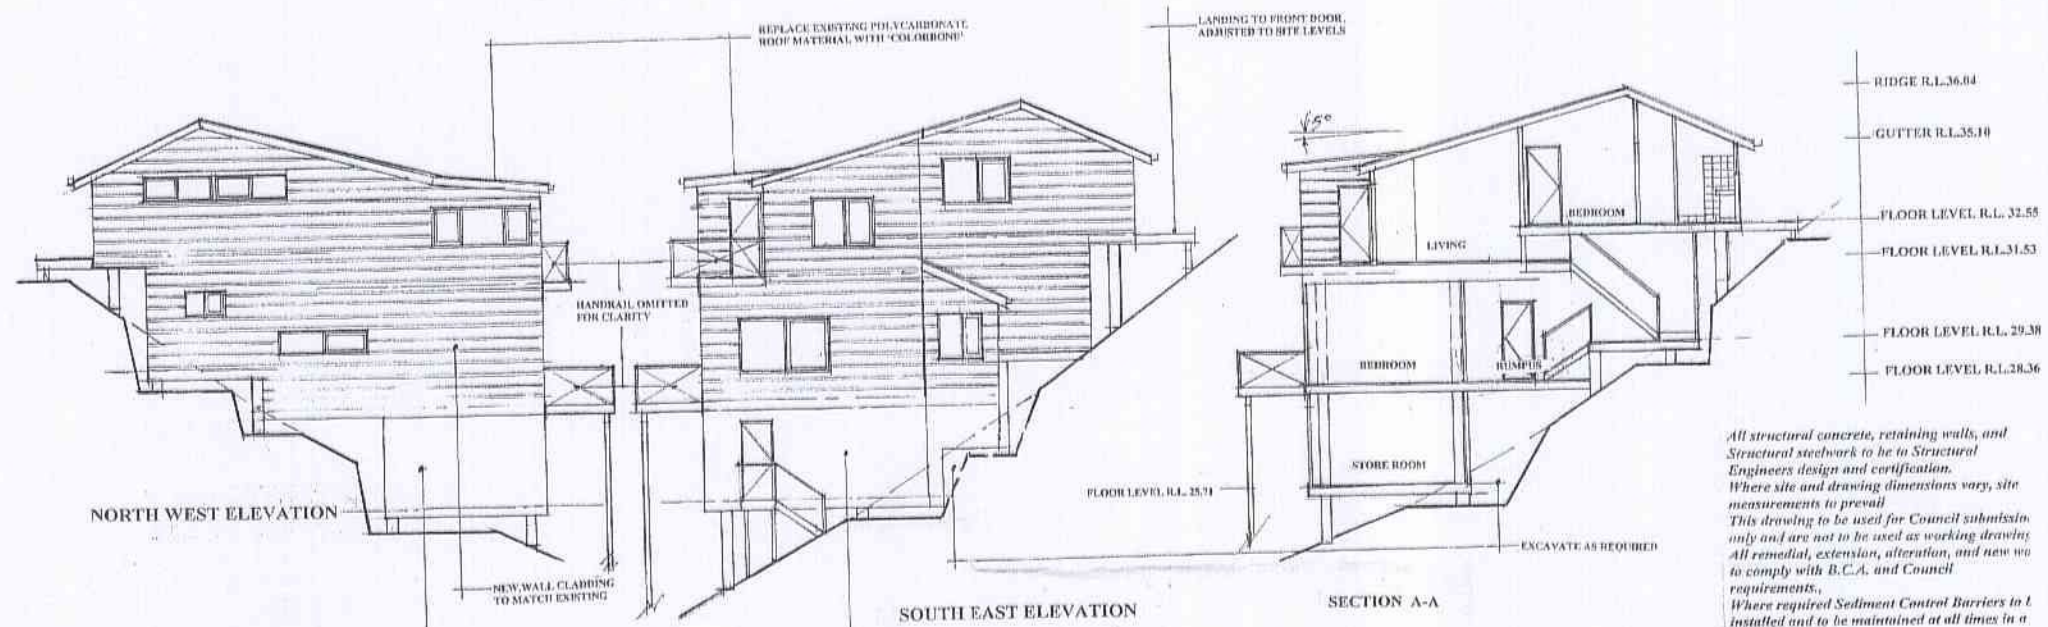 REPLACE EXISTING POLYCARBONATE
ROOF MATERIAL WITH 'COLORBOND'
LANDING TO FRONT DOOR,
ADJUSTED TO SITE LEVELS
5°
RIDGE R.L.36.04
GUTTER R.L.35.10
FLOOR LEVEL R.L. 32.55
FLOOR LEVEL R.L.31.53
FLOOR LEVEL R.L. 29.38
FLOOR LEVEL R.L.28.36
BEDROOM
LIVING
HANDRAIL OMITTED
FOR CLARITY
BEDROOM
RUMPUS
STORE ROOM
FLOOR LEVEL R.L. 25.71
EXCAVATE AS REQUIRED
NORTH WEST ELEVATION
NEW WALL CLADDING
TO MATCH EXISTING
SOUTH EAST ELEVATION
SECTION A-A
All structural concrete, retaining walls, and
Structural steelwork to be to Structural
Engineers design and certification.
Where site and drawing dimensions vary, site
measurements to prevail
This drawing to be used for Council submissio
only and are not to be used as working drawing
All remedial, extension, alteration, and new wo
to comply with B.C.A. and Council
requirements.,
Where required Sediment Control Barriers to
installed and to be maintained at all times in a